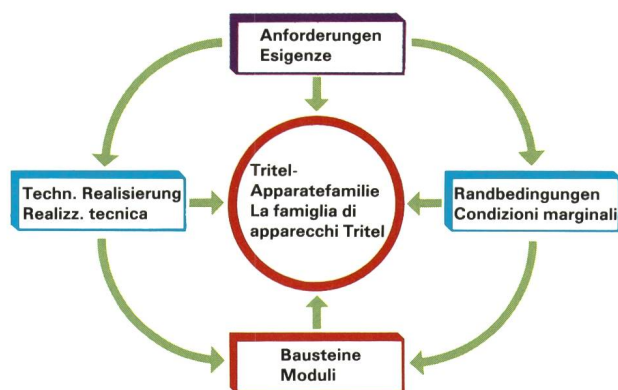 Anforderungen
Esigenze
Techn. Realisierung
Realizz. tecnica
Tritel-
Apparatefamilie
La famiglia di
apparecchi Tritel
Randbedingungen
Condizioni marginali
Bausteine
Moduli